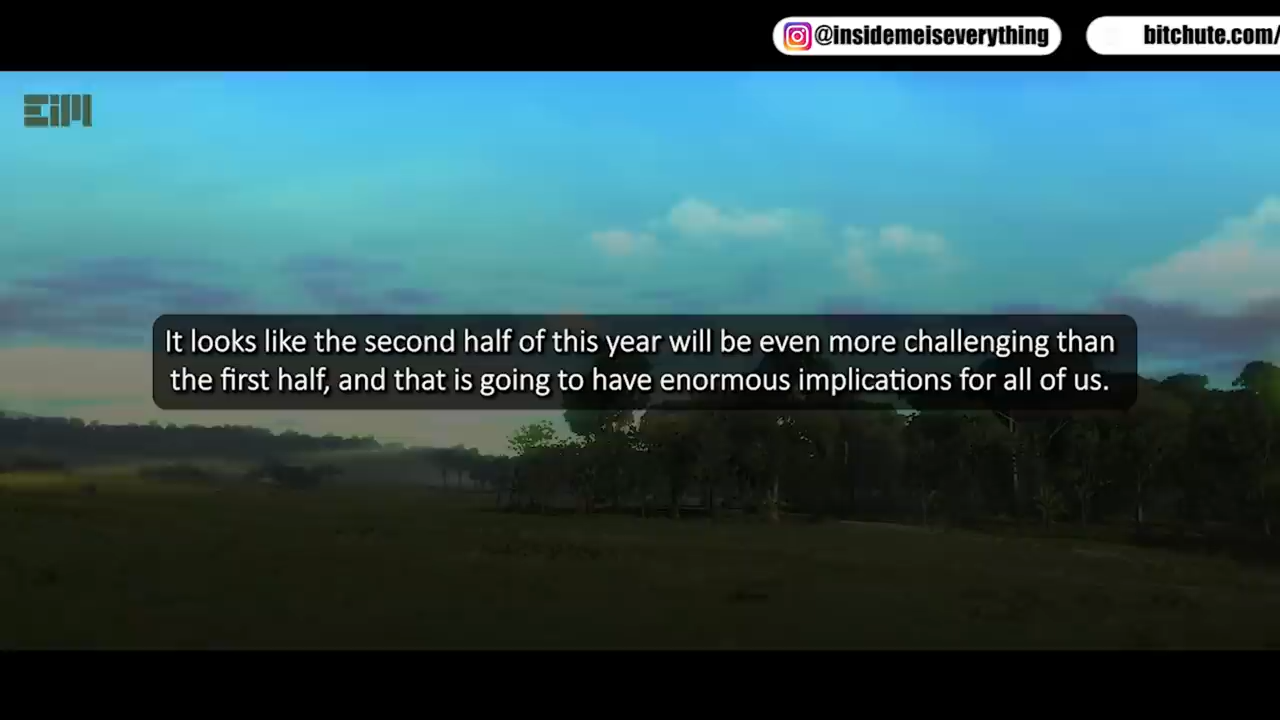 @insidemeiseverything
bitchute.com/
EiM
It looks like the second half of this year will be even more challenging than
the first half, and that is going to have enormous implications for all of us.